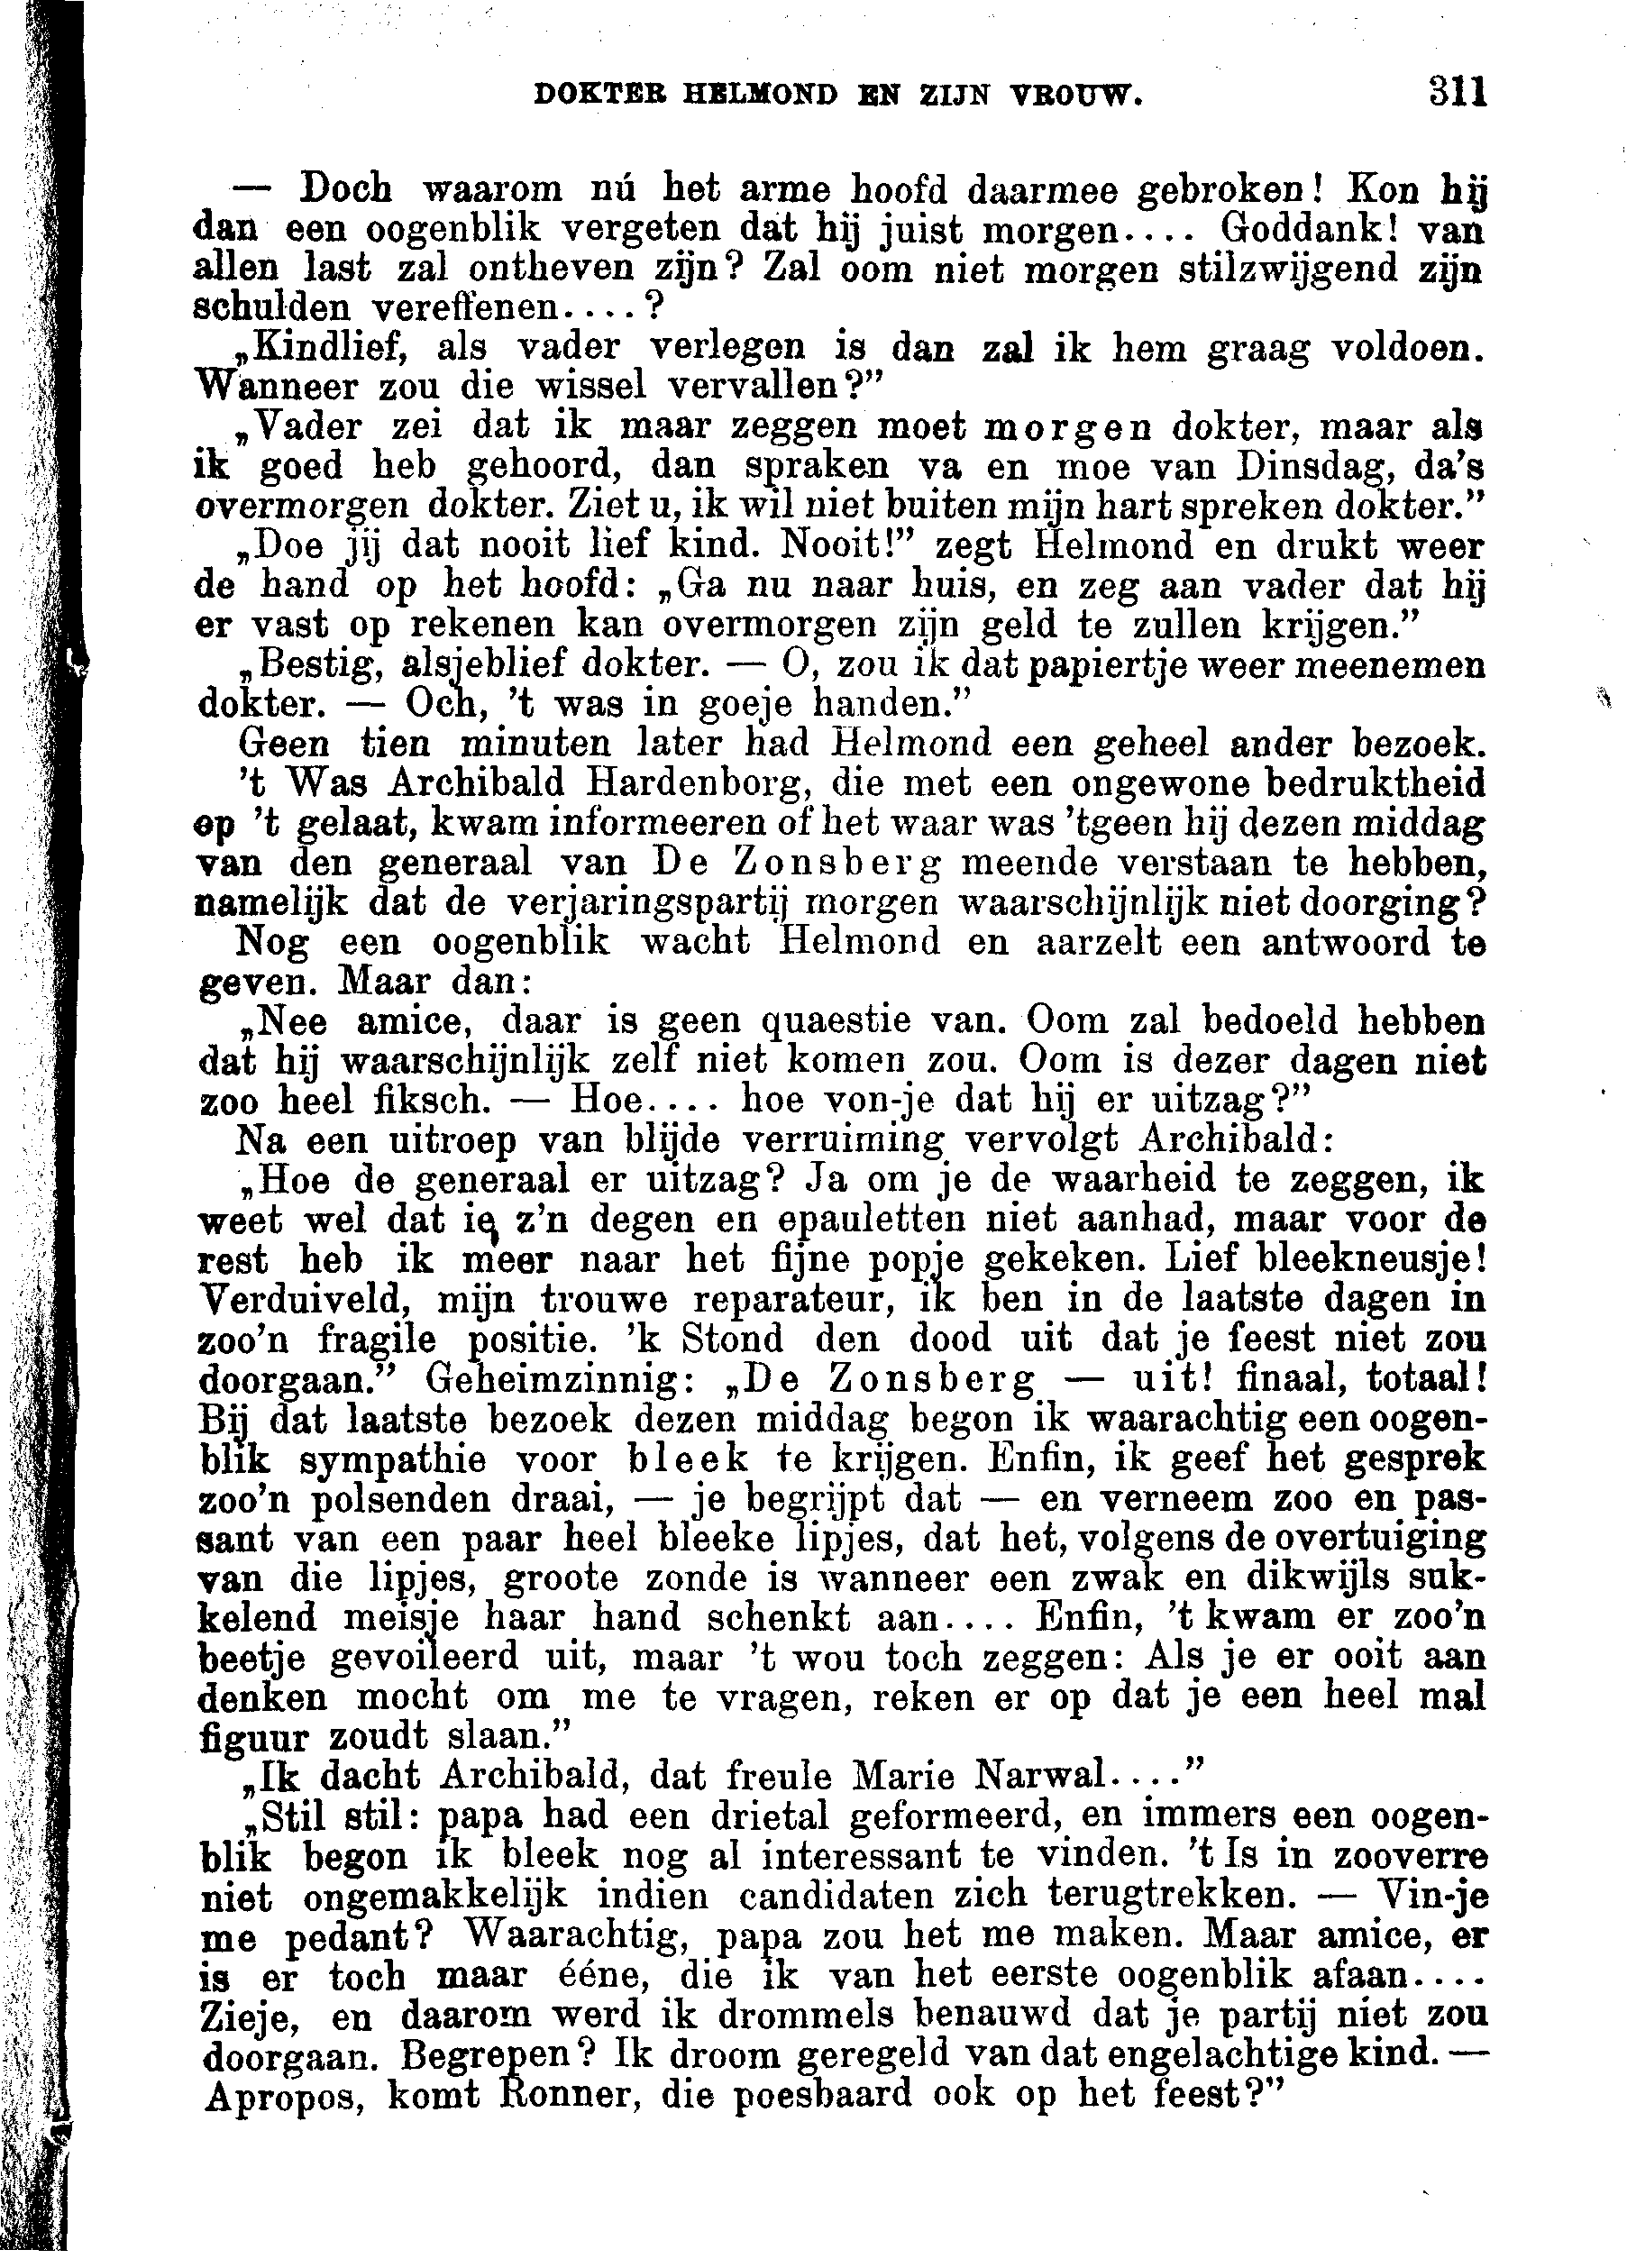 DOKTER HELMOND EN ZIJN VROUW. 311
— Doch waarom nú het arme hoofd daarmee gebroken! Kon hij
dan een oogenblik vergeten dat hij juist morgen.... Goddank! van
allen last zal ontheven zijn? Zal oom niet morgen stilzwijgend zijn
schulden vereffenen....?
„Kindlief, als vader verlegen is dan zal ik hem graag voldoen.
Wanneer zou die wissel vervallen?”
„Vader zei dat ik maar zeggen moet morgen dokter, maar als
ik goed heb gehoord, dan spraken va en moe van Dinsdag, da's
overmorgen dokter. Ziet u, ik wil niet buiten mijn hart spreken dokter.”
„Doe jij dat nooit lief kind. Nooit!” zegt Helmond en drukt weer
de hand op het hoofd: „Ga nu naar huis, en zeg aan vader dat hij
er vast op rekenen kan overmorgen zijn geld te zullen krijgen.”
„Bestig, alsjeblief dokter. — O, zou ik dat papiertje weer meenemen
dokter. — Och, 't was in goeje handen.”
Geen tien minuten later had Helmond een geheel ander bezoek.
't Was Archibald Hardenborg, die met een ongewone bedruktheid
op 't gelaat, kwam informeeren of het waar was 'tgeen hij dezen middag
van den generaal van De Zonsberg meende verstaan te hebben,
namelijk dat de verjaringspartij morgen waarschijnlijk niet doorging?
Nog een oogenblik wacht Helmond en aarzelt een antwoord te
geven. Maar dan:
„Nee amice, daar is geen quaestie van. Oom zal bedoeld hebben
dat hij waarschijnlijk zelf niet komen zou. Oom is dezer dagen niet
zoo heel fiksch. — Hoe.... hoe von-je dat hij er uitzag?”
Na een uitroep van blijde verruiming vervolgt Archibald:
„Hoe de generaal er uitzag? Ja om je de waarheid te zeggen, ik
weet wel dat ie z'n degen en epauletten niet aanhad, maar voor de
rest heb ik meer naar het fijne popje gekeken. Lief bleekneusje!
Verduiveld, mijn trouwe reparateur, ik ben in de laatste dagen in
zoo'n fragile positie. 'k Stond den dood uit dat je feest niet zou
doorgaan.” Geheimzinnig: „De Zonsberg — uit! finaal, totaal!
Bij dat laatste bezoek dezen middag begon ik waarachtig een oogen-
blik sympathie voor bleek te krijgen. Enfin, ik geef het gesprek
zoo'n polsenden draai, — je begrijpt dat — en verneem zoo en pas-
sant van een paar heel bleeke lipjes, dat het, volgens de overtuiging
van die lipjes, groote zonde is wanneer een zwak en dikwijls suk-
kelend meisje haar hand schenkt aan.... Enfin, 't kwam er zoo'n
beetje gevoileerd uit, maar 't wou toch zeggen: Als je er ooit aan
denken mocht om me te vragen, reken er op dat je een heel mal
figuur zoudt slaan.”
„Ik dacht Archibald, dat freule Marie Narwal....”
„Stil stil: papa had een drietal geformeerd, en immers een oogen-
blik begon ik bleek nog al interessant te vinden. 't Is in zooverre
niet ongemakkelijk indien candidaten zich terugtrekken. — Vin-je
me pedant? Waarachtig, papa zou het me maken. Maar amice, er
is er toch maar ééne, die ik van het eerste oogenblik afaan....
Zieje, en daarom werd ik drommels benauwd dat je partij niet zou
doorgaan. Begrepen? Ik droom geregeld van dat engelachtige kind. —
Apropos, komt Ronner, die poesbaard ook op het feest?”